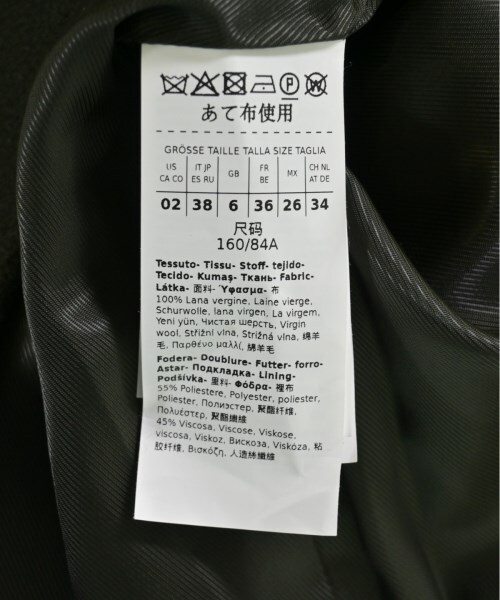 P W
あて布使用
GRÖSSE TAILLE TALLA SIZE TAGLIA
US CA CO | IT JP ES RU | GB | FR BE | MX | CH NL AT DE
02 | 38 | 6 | 36 | 26 | 34
尺码
160/84A
Tessuto- Tissu- Stoff- tejido-
Tecido- Kumaş- Ткань- Fabric-
Látka- 面料- Ύφασμα- 布
100% Lana vergine, Laine vierge,
Schurwolle, lana virgen, La virgem,
Yeni yün, Чистая шерсть, Virgin
wool, Střižní vlna, Strižná vlna, 绵羊
毛, Παρθένο μαλλί, 綿羊毛
Fodera- Doublure- Futter- forro-
Astar- Подкладка- Lining-
Podšívka- 里料- Φόδρα- 裡布
55% Poliestere, Polyester, poliester,
Poliester, Полиэстер, 聚酯纤维,
Πολυέστερ, 聚酯纖維
45% Viscosa, Viscose, Viskose,
viscosa, Viskoz, Вискоза, Viskóza, 粘
胶纤维, Βισκόζη, 人造絲纖維